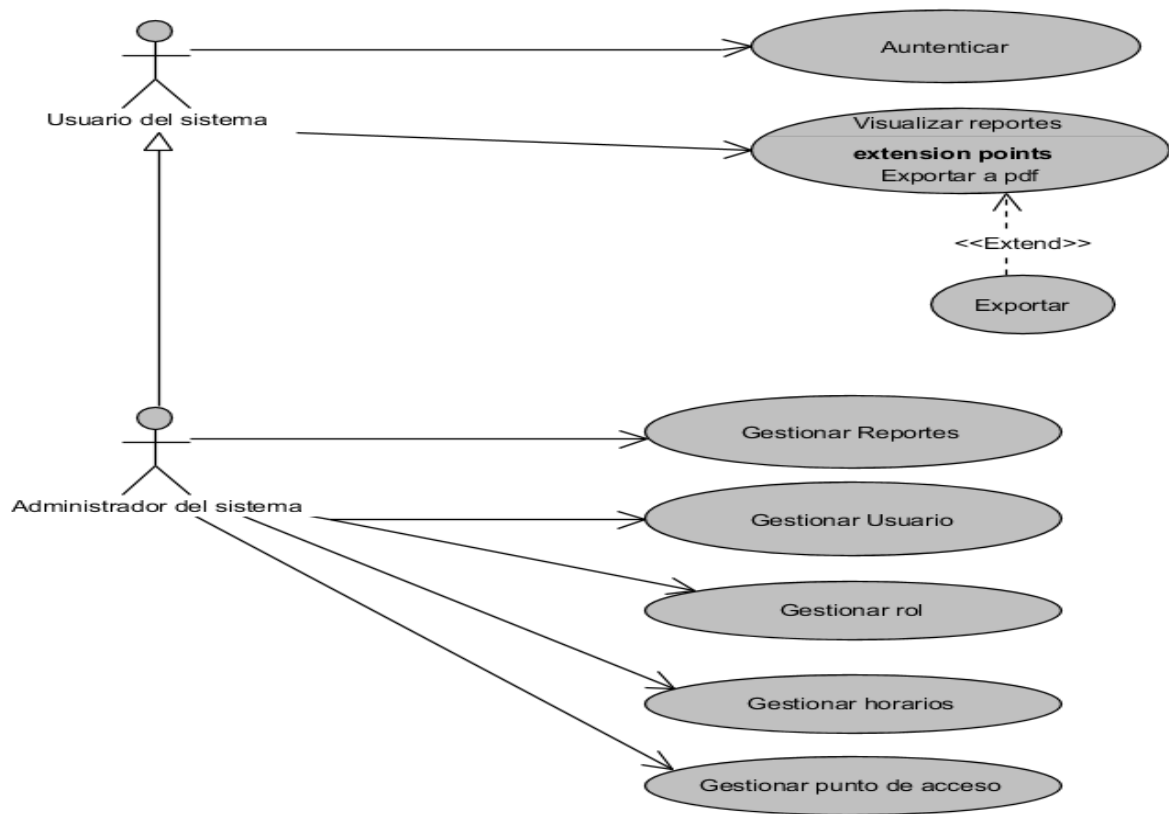 Auntenticar
Usuario del sistema
Visualizar reportes
extension points
Exportar a pdf
<<Extend>>
Exportar
Gestionar Reportes
Administrador del sistema
Gestionar Usuario
Gestionar rol
Gestionar horarios
Gestionar punto de acceso